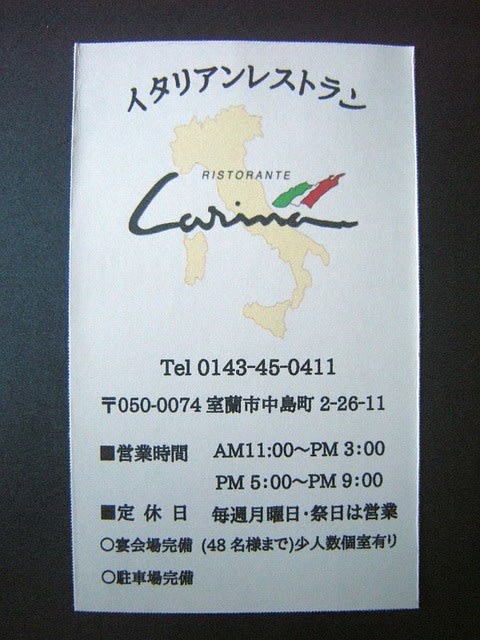 イタリアンレストラン
RISTORANTE
Carina
Tel 0143-45-0411
〒050-0074 室蘭市中島町 2-26-11
■営業時間 AM11:00〜PM 3:00
PM 5:00〜PM 9:00
■定 休 日 毎週月曜日・祭日は営業
○宴会場完備 (48 名様まで)少人数個室有り
○駐車場完備